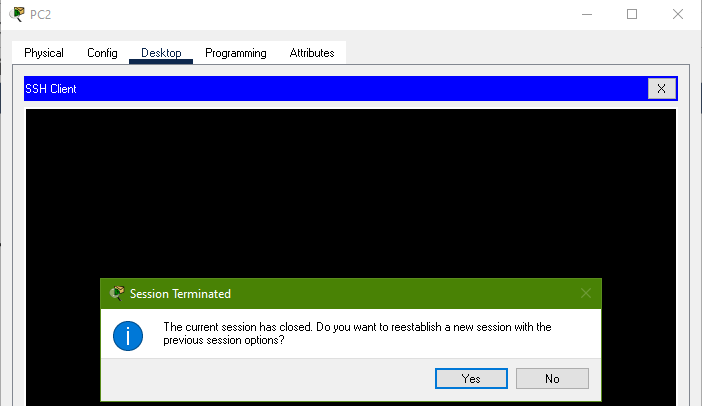 PC2
Physical Config Desktop Programming Attributes
SSH Client X
Session Terminated
The current session has closed. Do you want to reestablish a new session with the
previous session options?
Yes No